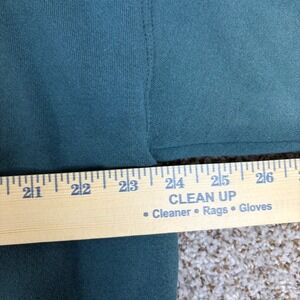 21 22 23 24 25 26
CLEAN UP
• Cleaner • Rags • Gloves